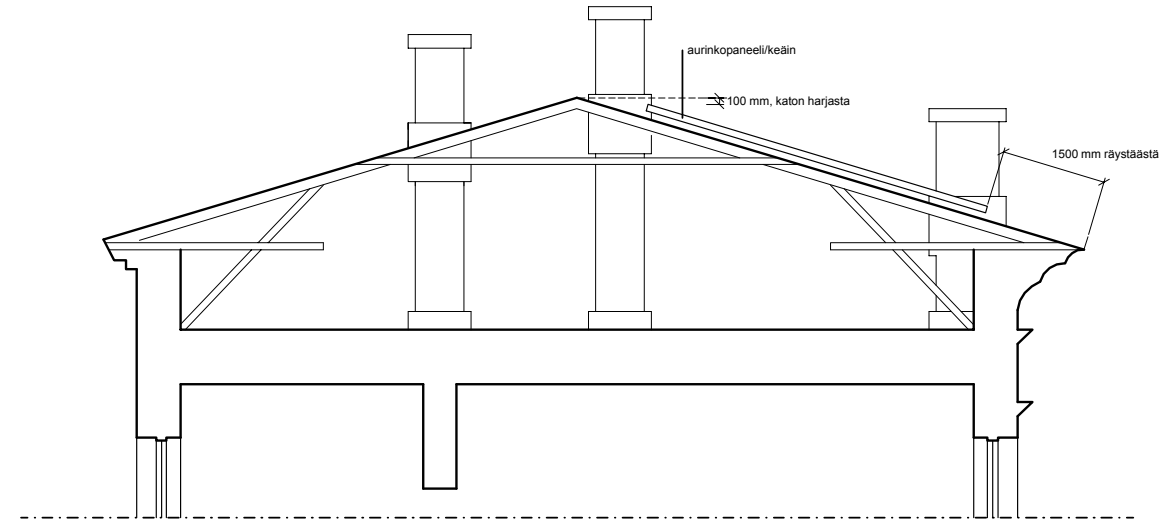 aurinkopaneeli/keäin
100 mm, katon harjasta
1500 mm räystäästä